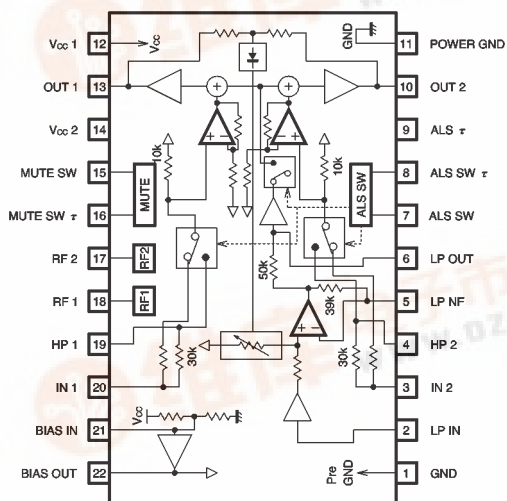 VCC 1 12 VCC GND 11 POWER GND
OUT 1 13 + + 10 OUT 2
VCC 2 14 + - + - 9 ALS τ
10k 10k
MUTE SW 15 MUTE ALS SW 8 ALS SW τ
MUTE SW τ 16 7 ALS SW
RF 2 17 RF2 50k 6 LP OUT
RF 1 18 RF1 39k 5 LP NF
HP 1 19 30k + - 30k 4 HP 2
IN 1 20 3 IN 2
VCC
BIAS IN 21 2 LP IN
BIAS OUT 22 Pre GND 1 GND